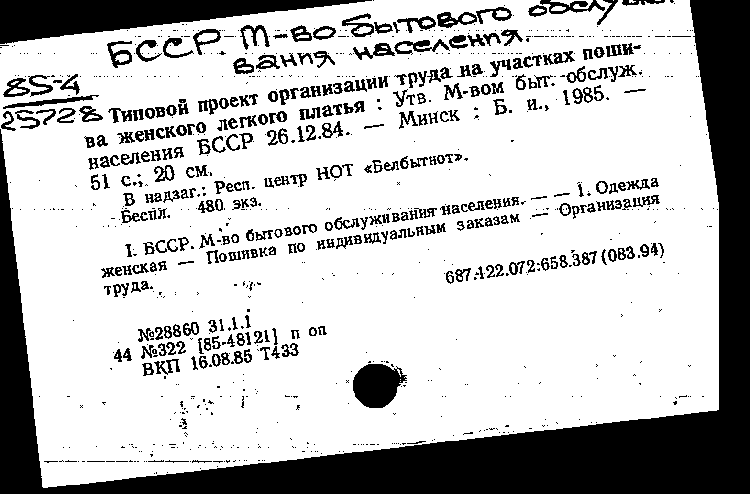 БССР. М-во бытового обслужи-
вания населения.
85-4
25728
Типовой проект организации труда на участках поши-
ва женского легкого платья : Утв. М-вом быт. обслуж.
населения БССР 26.12.84. — Минск : Б. и., 1985. —
51 с.; 20 см.
В надзаг.: Респ. центр НОТ «Белбытнот».
Беспл. 480 экз.
I. БССР. М-во бытового обслуживания населения. — — 1. Одежда
женская — Пошивка по индивидуальным заказам — Организация
труда.
687.122.072:658.387(083.94)
№28860 31.1.1
44 №322 [85-48121] п оп
ВКП 16.08.85 Т433